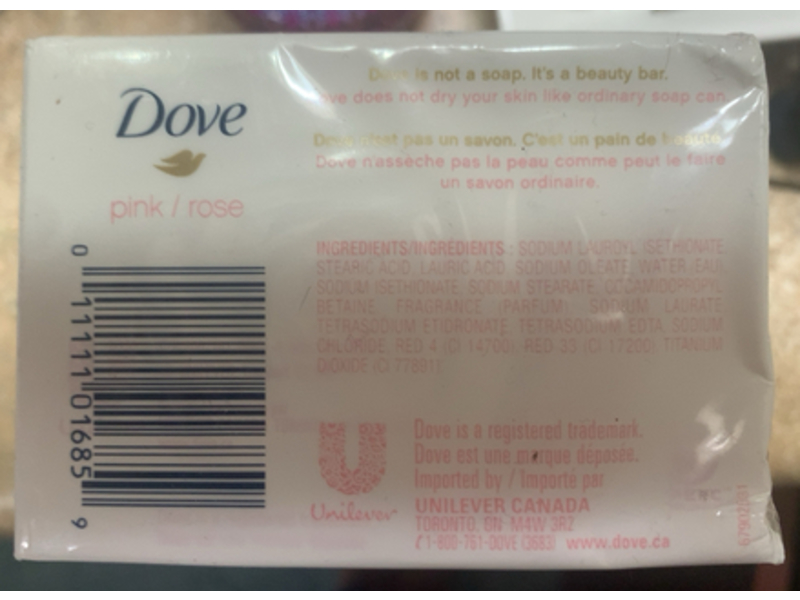 Dove
pink / rose
0 11111 01685 9
Dove is not a soap. It's a beauty bar.
Dove does not dry your skin like ordinary soap can.
Dove n'est pas un savon. C'est un pain de beauté.
Dove n'assèche pas la peau comme peut le faire
un savon ordinaire.
INGREDIENTS/INGRÉDIENTS : SODIUM LAUROYL ISETHIONATE,
STEARIC ACID, LAURIC ACID, SODIUM OLEATE, WATER (EAU),
SODIUM ISETHIONATE, SODIUM STEARATE, COCAMIDOPROPYL
BETAINE, FRAGRANCE (PARFUM), SODIUM LAURATE,
TETRASODIUM ETIDRONATE, TETRASODIUM EDTA, SODIUM
CHLORIDE, RED 4 (CI 14700), RED 33 (CI 17200), TITANIUM
DIOXIDE (CI 77891).
Unilever
Dove is a registered trademark.
Dove est une marque déposée.
Imported by / Importé par
UNILEVER CANADA
TORONTO, ON M4W 3R2
1-800-761-DOVE (3683) www.dove.ca